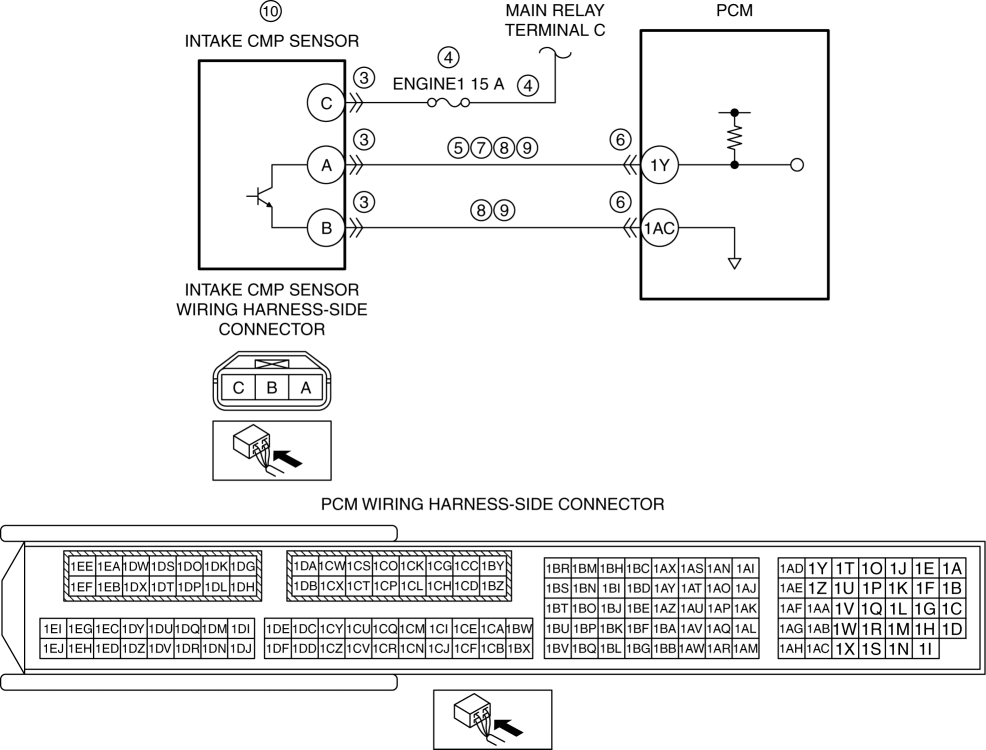 ⑩
INTAKE CMP SENSOR
MAIN RELAY
TERMINAL C
PCM
C
③
④
ENGINE1 15 A
④
A
③
⑤⑦⑧⑨
⑥
1Y
B
③
⑧⑨
⑥
1AC
INTAKE CMP SENSOR
WIRING HARNESS-SIDE
CONNECTOR
C B A
PCM WIRING HARNESS-SIDE CONNECTOR
1EE 1EA 1DW 1DS 1DO 1DK 1DG
1EF 1EB 1DX 1DT 1DP 1DL 1DH
1EI 1EG 1EC 1DY 1DU 1DQ 1DM 1DI
1EJ 1EH 1ED 1DZ 1DV 1DR 1DN 1DJ
1DA 1CW 1CS 1CO 1CK 1CG 1CC 1BY
1DB 1CX 1CT 1CP 1CL 1CH 1CD 1BZ
1DE 1DC 1CY 1CU 1CQ 1CM 1CI 1CE 1CA 1BW
1DF 1DD 1CZ 1CV 1CR 1CN 1CJ 1CF 1CB 1BX
1BR 1BM 1BH 1BC 1AX 1AS 1AN 1AI
1BS 1BN 1BI 1BD 1AY 1AT 1AO 1AJ
1BT 1BO 1BJ 1BE 1AZ 1AU 1AP 1AK
1BU 1BP 1BK 1BF 1BA 1AV 1AQ 1AL
1BV 1BQ 1BL 1BG 1BB 1AW 1AR 1AM
1AD 1Y 1T 1O 1J 1E 1A
1AE 1Z 1U 1P 1K 1F 1B
1AF 1AA 1V 1Q 1L 1G 1C
1AG 1AB 1W 1R 1M 1H 1D
1AH 1AC 1X 1S 1N 1I